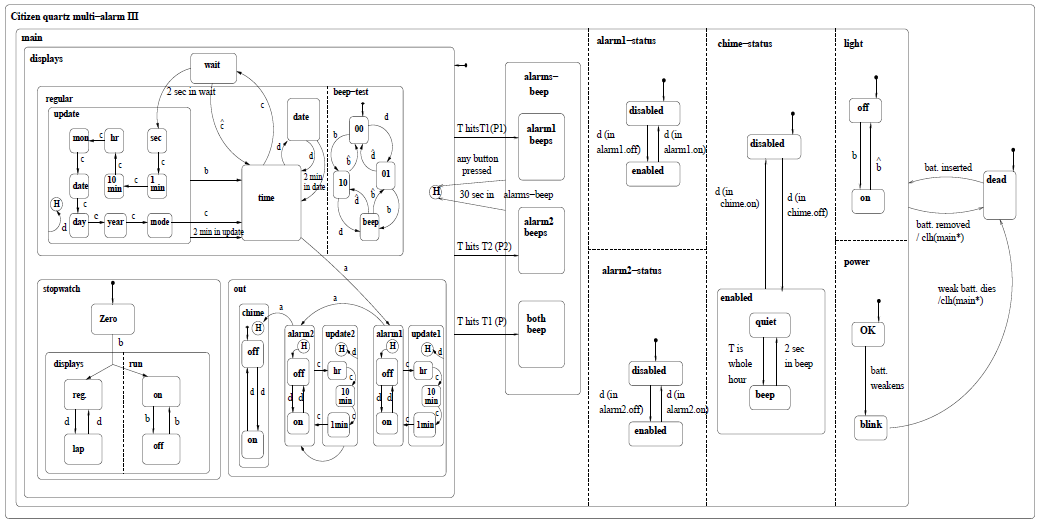 Citizen quartz multi–alarm III
main
displays
wait
2 sec in wait
c
ĉ
regular
update
mon
c
hr
sec
c
c
c
date
10
min
c
1
min
H
c
d
day
c
year
c
mode
b
c
2 min in update
time
date
d
d
2 min
in date
beep–test
00
d
b
b̂
d̂
10
01
d
b̂
b
d
beep
a
stopwatch
Zero
b
displays
run
reg.
on
d
d
b
b
lap
off
out
chime
H
a
a
off
d
d
on
alarm2
H
off
d
d
on
update2
H
d
c
hr
c
10
min
c
c
1min
alarm1
H
off
d
d
on
update1
H
d
c
hr
c
10
min
c
c
1min
alarms–
beep
T hitsT1(P1)
alarm1
beeps
any button
pressed
H
30 sec in alarms–beep
alarm2
beeps
T hits T2 (P2)
T hits T1 (P)
both
beep
alarm1–status
disabled
d (in
alarm1.off)
d (in
alarm1.on)
enabled
alarm2–status
disabled
d (in
alarm2.off)
d (in
alarm2.on)
enabled
chime–status
disabled
d (in
chime.on)
d (in
chime.off)
enabled
quiet
T is
whole
hour
2 sec
in beep
beep
light
off
b
b̂
on
power
OK
batt.
weakens
blink
bat. inserted
dead
batt. removed
/ clh(main*)
weak batt. dies
/clh(main*)